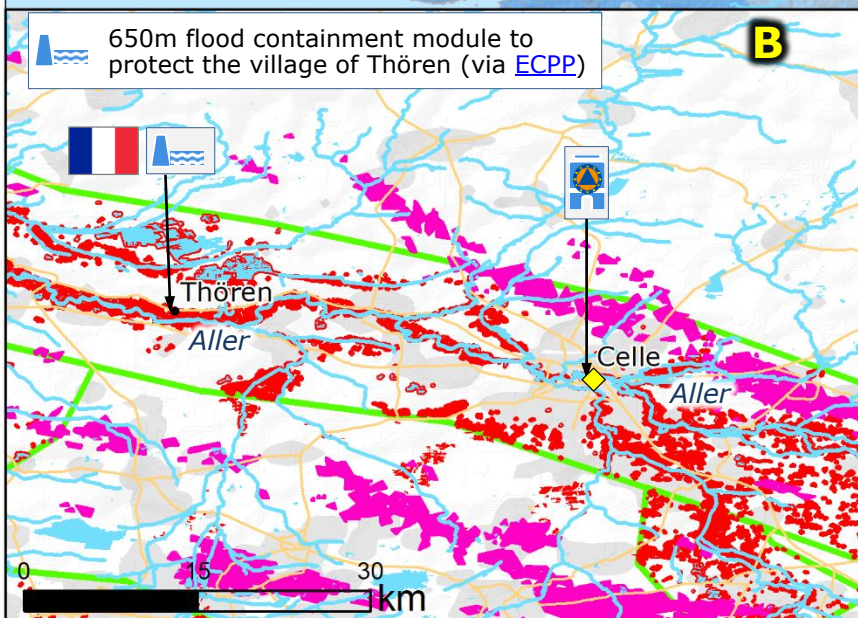 650m flood containment module to
protect the village of Thören (via ECPP)
B
Thören
Aller
Celle
Aller
0 15 30
km